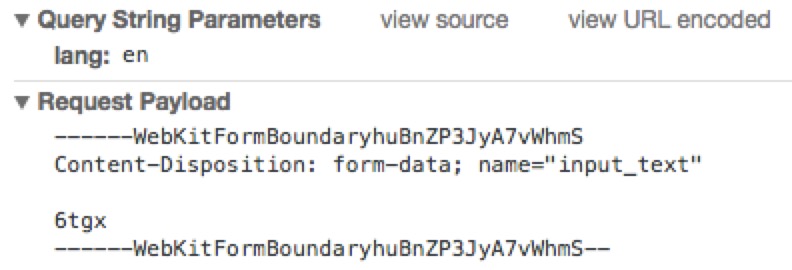 ▼ Query String Parameters view source view URL encoded
lang: en
▼ Request Payload
------WebKitFormBoundaryhuBnZP3JyA7vWhmS
Content-Disposition: form-data; name="input_text"
6tgx
------WebKitFormBoundaryhuBnZP3JyA7vWhmS--